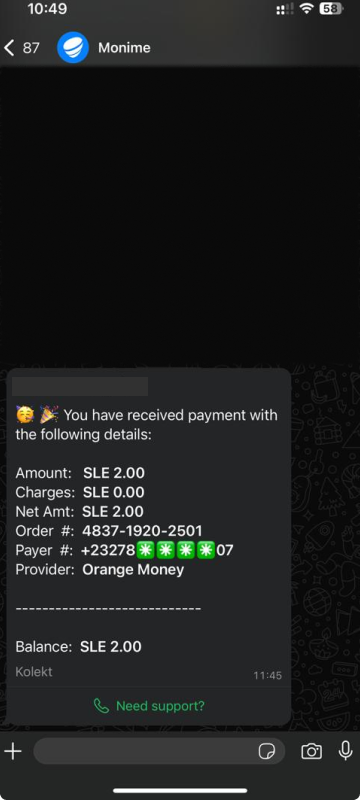 10:49
58
87
Monime
🥳 🎉 You have received payment with
the following details:
Amount: SLE 2.00
Charges: SLE 0.00
Net Amt: SLE 2.00
Order #: 4837-1920-2501
Payer #: +23278✳️✳️✳️✳️07
Provider: Orange Money
----------------------------
Balance: SLE 2.00
Kolekt
11:45
Need support?